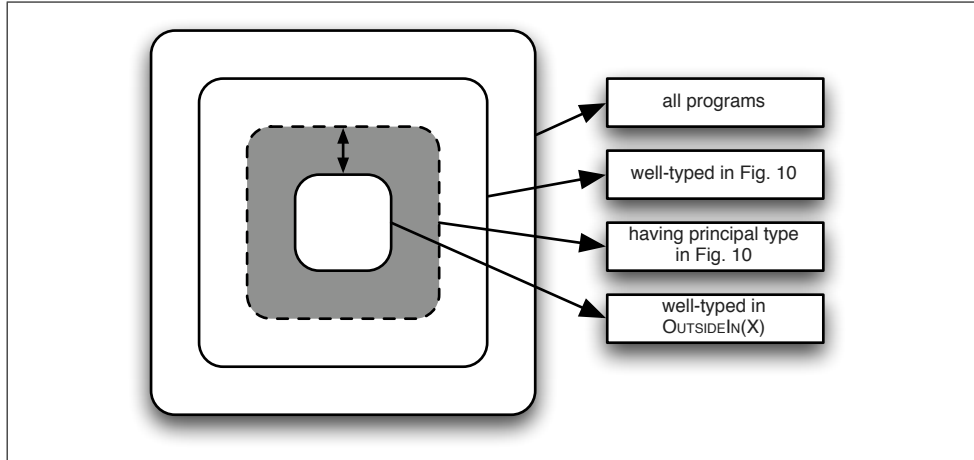 all programs
well-typed in Fig. 10
having principal type
in Fig. 10
well-typed in
OUTSIDEIN(X)